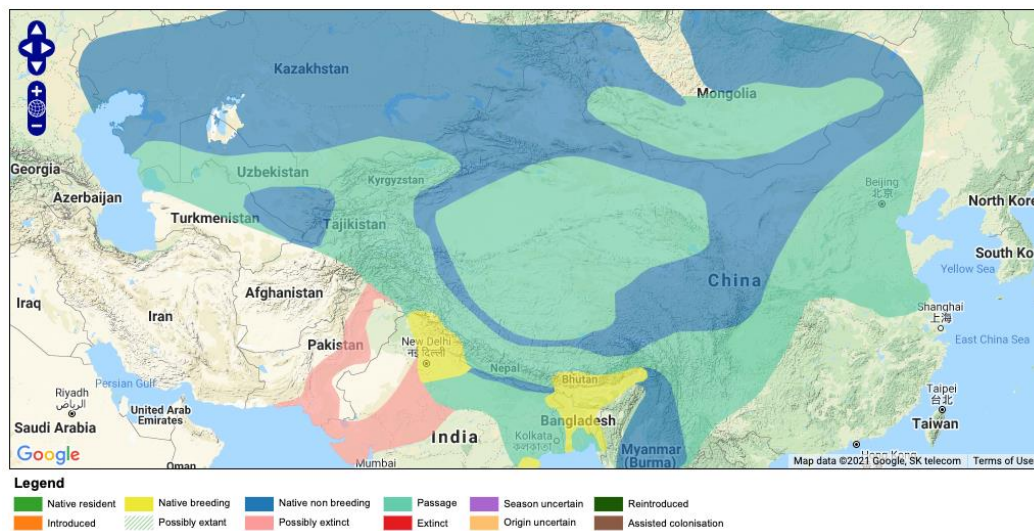 Kazakhstan
Mongolia
Georgia
Uzbekistan
Kyrgyzstan
Beijing
北京
North Kore
Azerbaijan
Turkmenistan
Tajikistan
South Ko
Yellow Sea
China
Iraq
Iran
Afghanistan
Shanghai
上海
Pakistan
New Delhi
नई दिल्ली
Nepal
East China Sea
Persian Gulf
Bhutan
Riyadh
الرياض
United Arab
Emirates
Bangladesh
Taipei
台北
Saudi Arabia
India
Kolkata
Taiwan
Myanmar
(Burma)
Google
Oman
Mumbai
Hong Kong
Map data ©2021 Google, SK telecom
Terms of Use
Legend
Native resident
Native breeding
Native non breeding
Passage
Season uncertain
Reintroduced
Introduced
Possibly extant
Possibly extinct
Extinct
Origin uncertain
Assisted colonisation